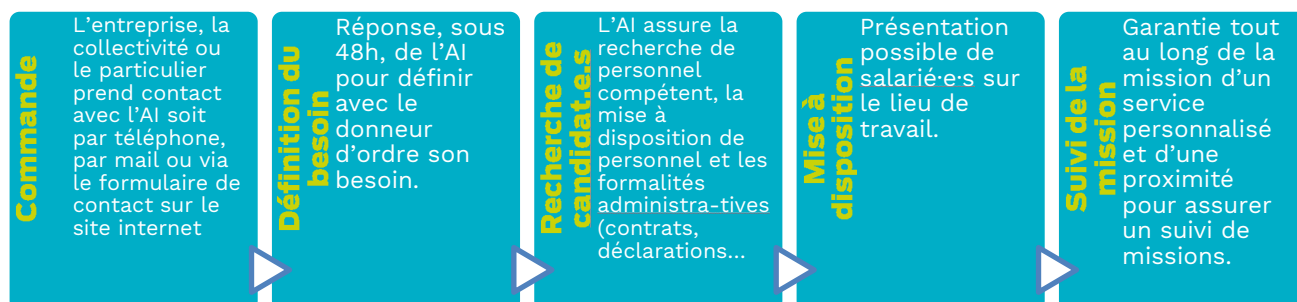 Commande
L'entreprise, la
collectivité ou
le particulier
prend contact
avec l'AI soit
par téléphone,
par mail ou via
le formulaire de
contact sur le
site internet
Définition du
besoin
Réponse, sous
48h, de l'AI
pour définir
avec le
donneur
d'ordre son
besoin.
Recherche de
candidat.e.s
L'AI assure la
recherche de
personnel
compétent, la
mise à
disposition de
personnel et les
formalités
administra-tives
(contrats,
déclarations...
Mise à
disposition
Présentation
possible de
salarié·e·s sur
le lieu de
travail.
Suivi de la
mission
Garantie tout
au long de la
mission d'un
service
personnalisé
et d'une
proximité
pour assurer
un suivi de
missions.